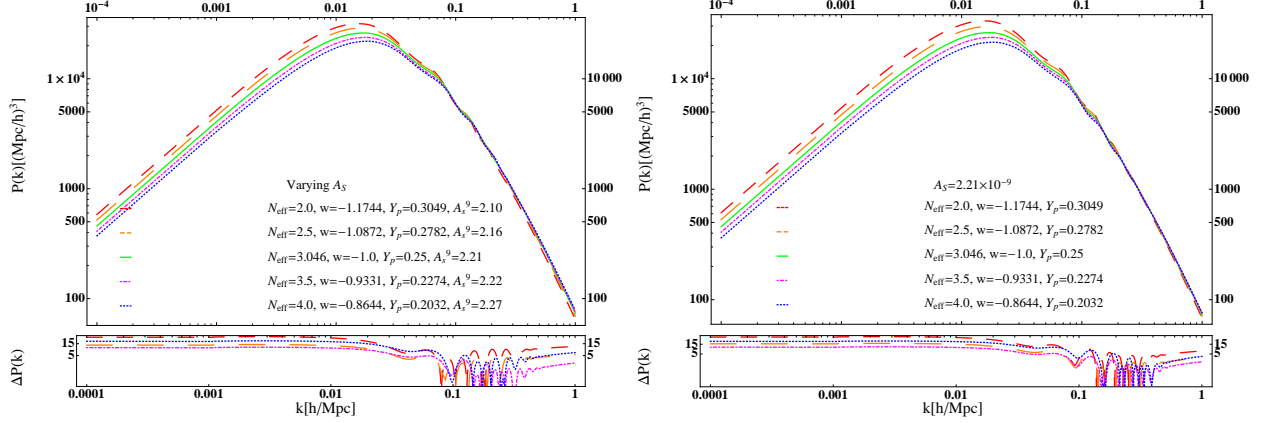 10⁻⁴ 0.001 0.01 0.1 1
1×10⁴ 10000
5000 5000
1000 1000
500 500
100 100
P(k)[(Mpc/h)³]
Varying A_S
N_eff=2.0, w=−1.1744, Y_p=0.3049, A_s⁹=2.10
N_eff=2.5, w=−1.0872, Y_p=0.2782, A_s⁹=2.16
N_eff=3.046, w=−1.0, Y_p=0.25, A_s⁹=2.21
N_eff=3.5, w=−0.9331, Y_p=0.2274, A_s⁹=2.22
N_eff=4.0, w=−0.8644, Y_p=0.2032, A_s⁹=2.27
15 15
5 5
ΔP(k)
0.0001 0.001 0.01 0.1 1
k[h/Mpc]
10⁻⁴ 0.001 0.01 0.1 1
1×10⁴ 10000
5000 5000
1000 1000
500 500
100 100
P(k)[(Mpc/h)³]
A_S=2.21×10⁻⁹
N_eff=2.0, w=−1.1744, Y_p=0.3049
N_eff=2.5, w=−1.0872, Y_p=0.2782
N_eff=3.046, w=−1.0, Y_p=0.25
N_eff=3.5, w=−0.9331, Y_p=0.2274
N_eff=4.0, w=−0.8644, Y_p=0.2032
15 15
5 5
ΔP(k)
0.0001 0.001 0.01 0.1 1
k[h/Mpc]